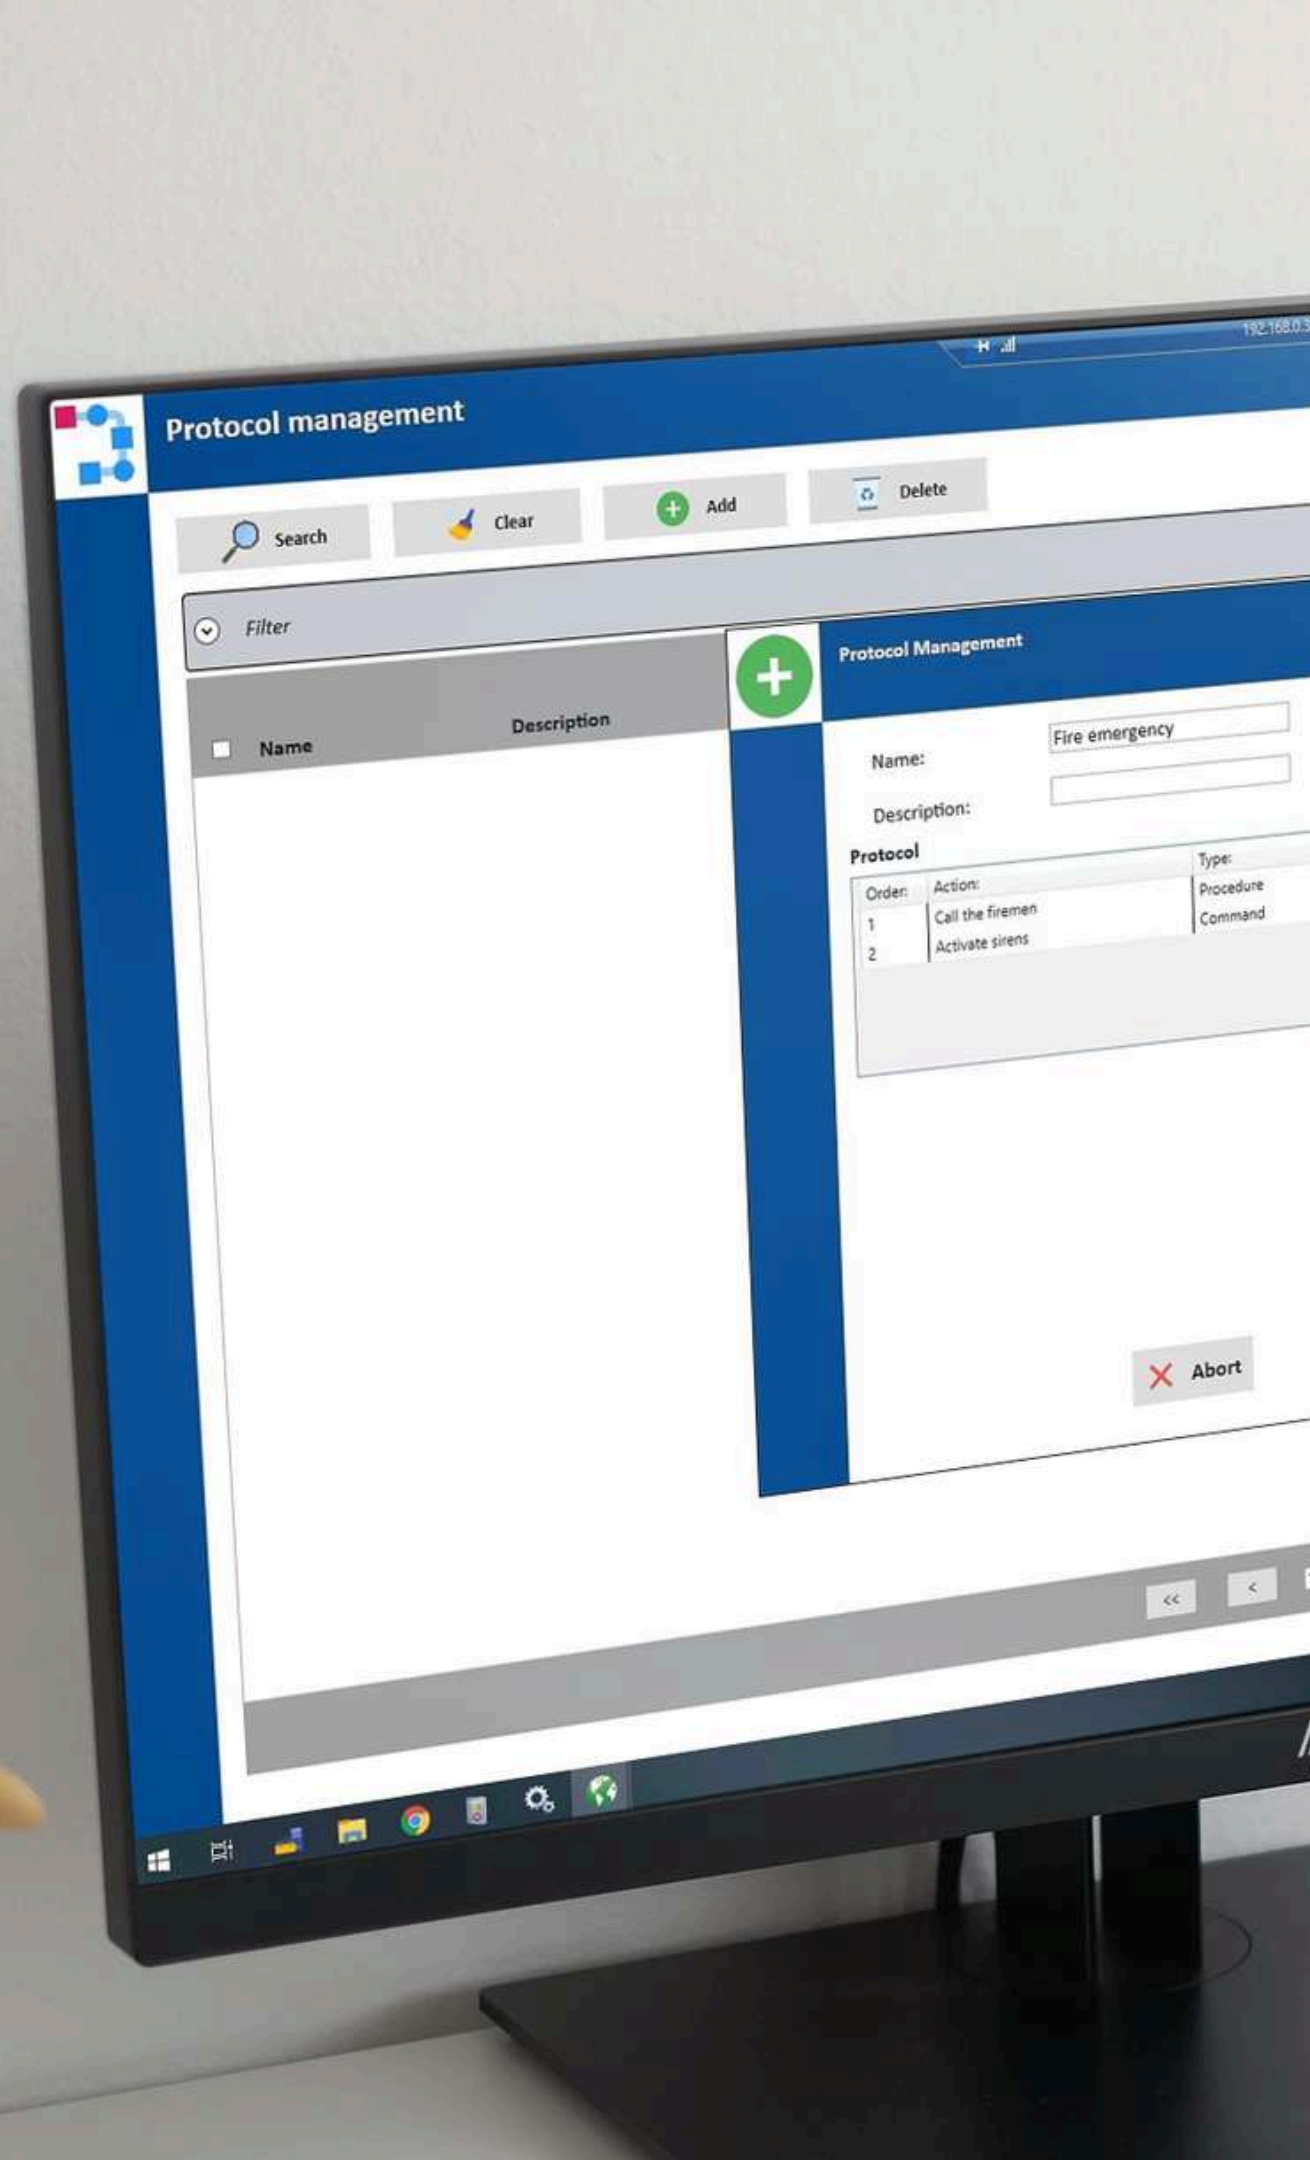 192.168.0.3
Protocol management
Search
Clear
Add
Delete
Filter
Name
Description
Protocol Management
Name:
Fire emergency
Description:
Protocol
Order:
Action:
Type:
1
Call the firemen
Procedure
2
Activate sirens
Command
Abort
<<
<